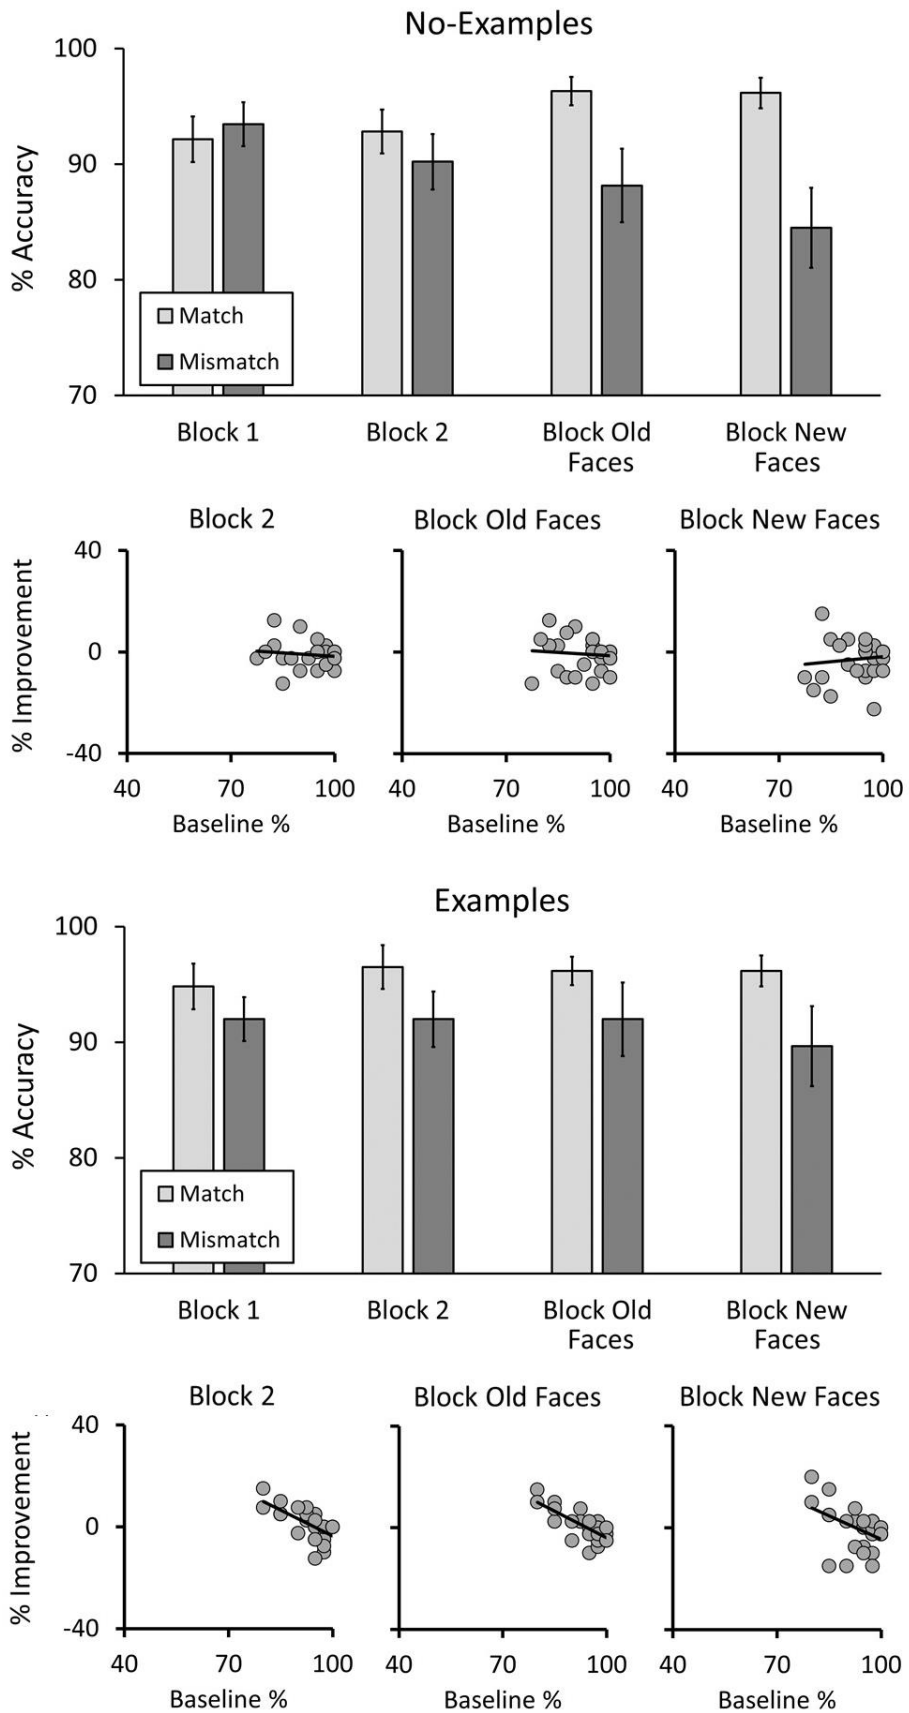 No-Examples
100
90
80
70
% Accuracy
Match
Mismatch
Block 1
Block 2
Block Old
Faces
Block New
Faces
Block 2
Block Old Faces
Block New Faces
% Improvement
40
0
-40
40 70 100
40 70 100
40 70 100
Baseline %
Baseline %
Baseline %
Examples
100
90
80
70
% Accuracy
Match
Mismatch
Block 1
Block 2
Block Old
Faces
Block New
Faces
Block 2
Block Old Faces
Block New Faces
% Improvement
40
0
-40
40 70 100
40 70 100
40 70 100
Baseline %
Baseline %
Baseline %